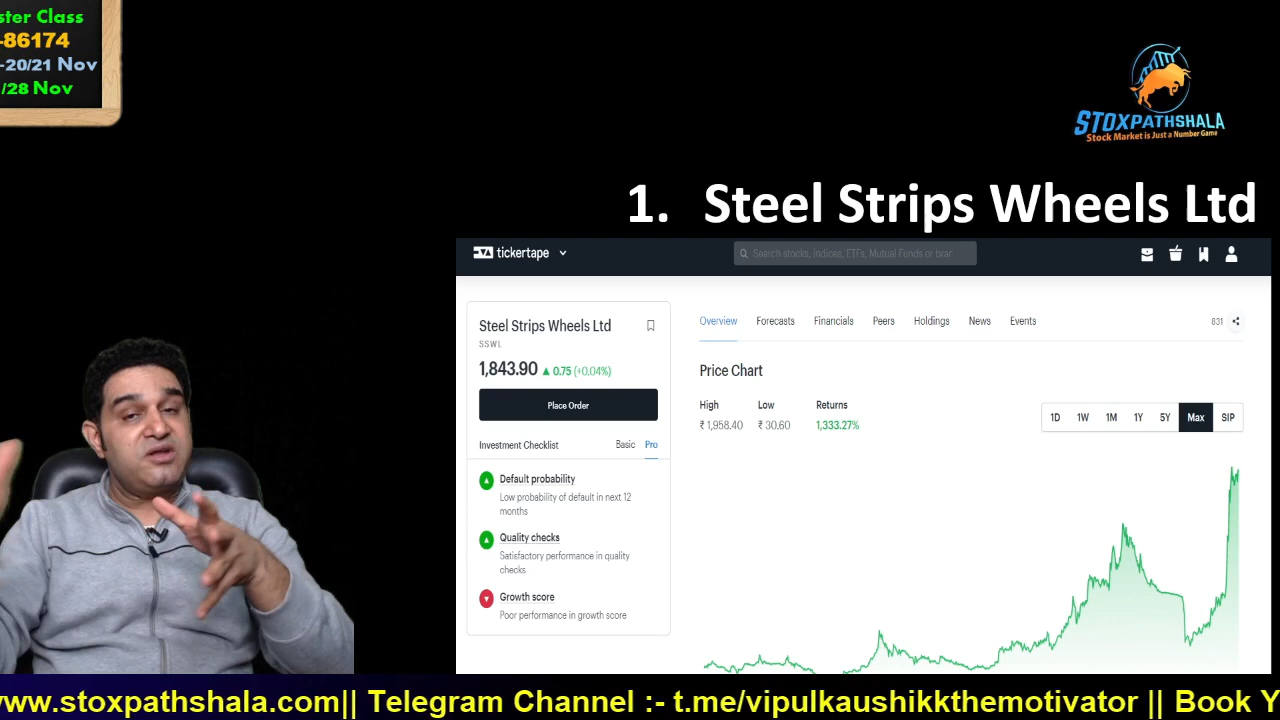 ster Class
-86174
-20/21 Nov
/28 Nov
STOXPATHSHALA
Stock Market is Just a Number Game
1. Steel Strips Wheels Ltd
tickertape
Search stocks, indices, ETFs, Mutual Funds or bran
Steel Strips Wheels Ltd
SSWL
1,843.90 ▲ 0.75 (+0.04%)
Place Order
Investment Checklist Basic Pro
Default probability
Low probability of default in next 12
months
Quality checks
Satisfactory performance in quality
checks
Growth score
Poor performance in growth score
Overview Forecasts Financials Peers Holdings News Events
831
Price Chart
High Low Returns
₹ 1,958.40 ₹ 30.60 1,333.27%
1D 1W 1M 1Y 5Y Max SIP
www.stoxpathshala.com|| Telegram Channel :- t.me/vipulkaushikkthemotivator || Book Y